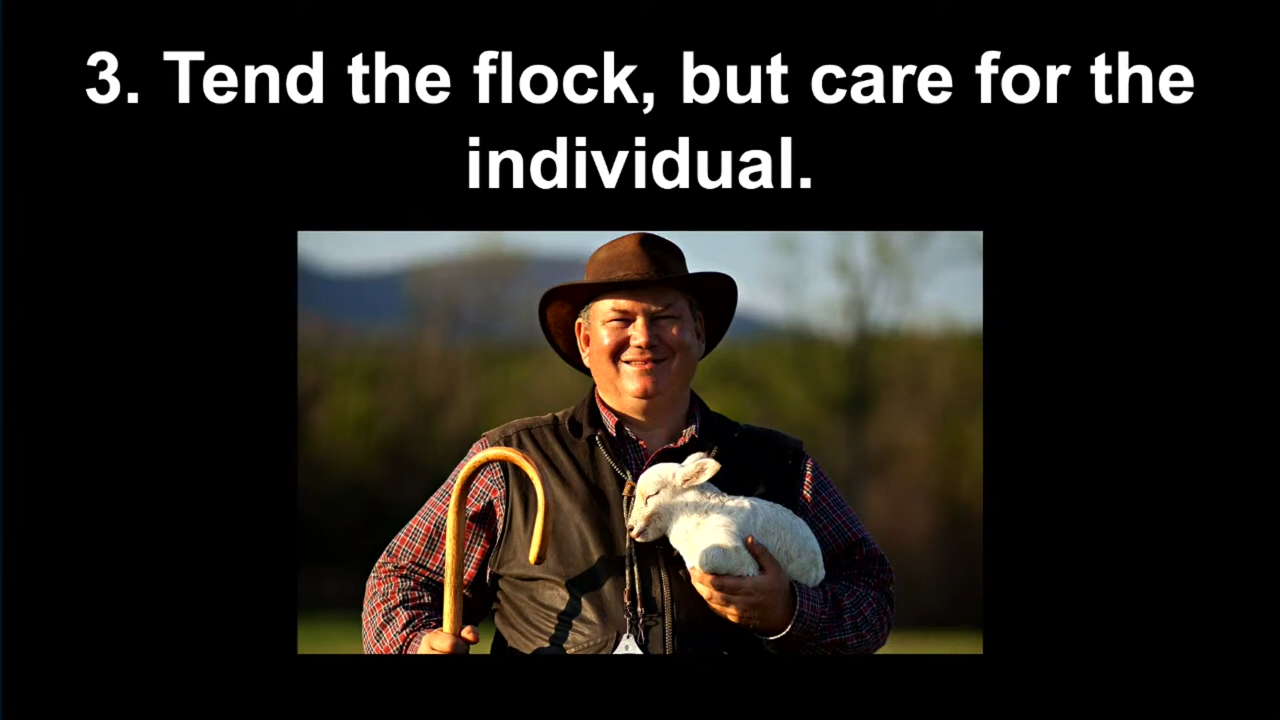 3. Tend the flock, but care for the
individual.